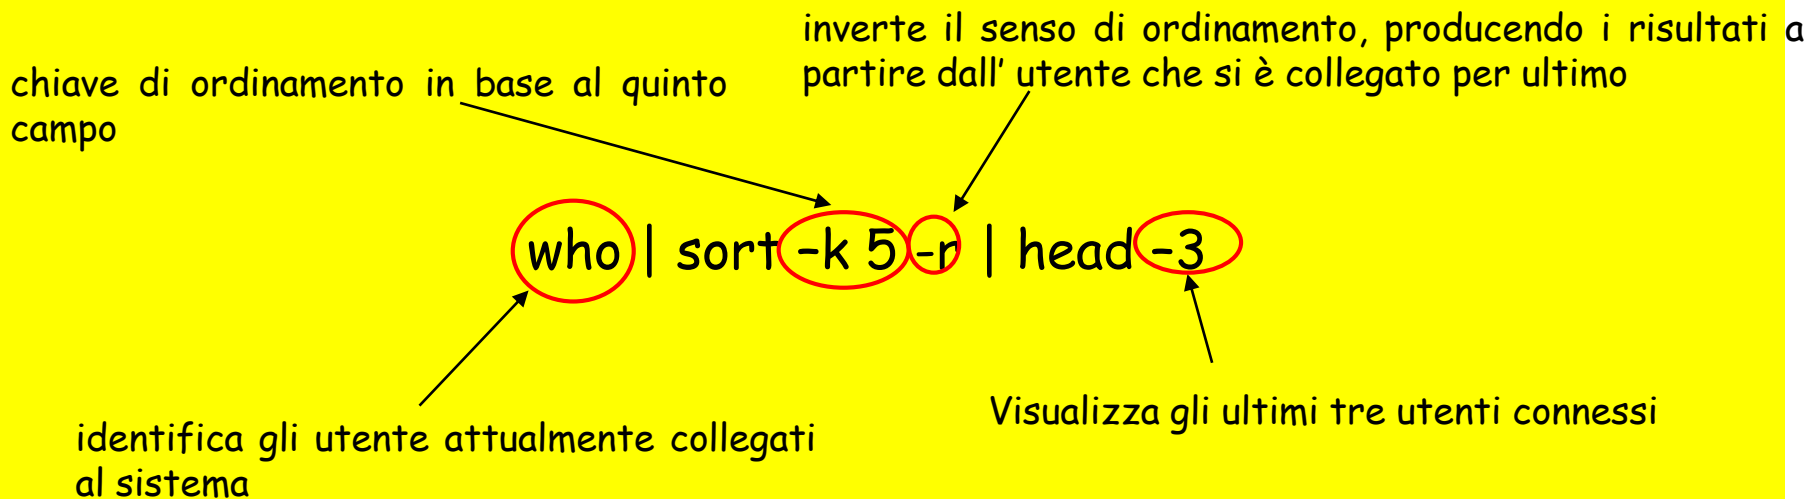 inverte il senso di ordinamento, producendo i risultati a
partire dall' utente che si è collegato per ultimo
chiave di ordinamento in base al quinto
campo
who | sort -k 5 -r | head -3
Visualizza gli ultimi tre utenti connessi
identifica gli utente attualmente collegati
al sistema